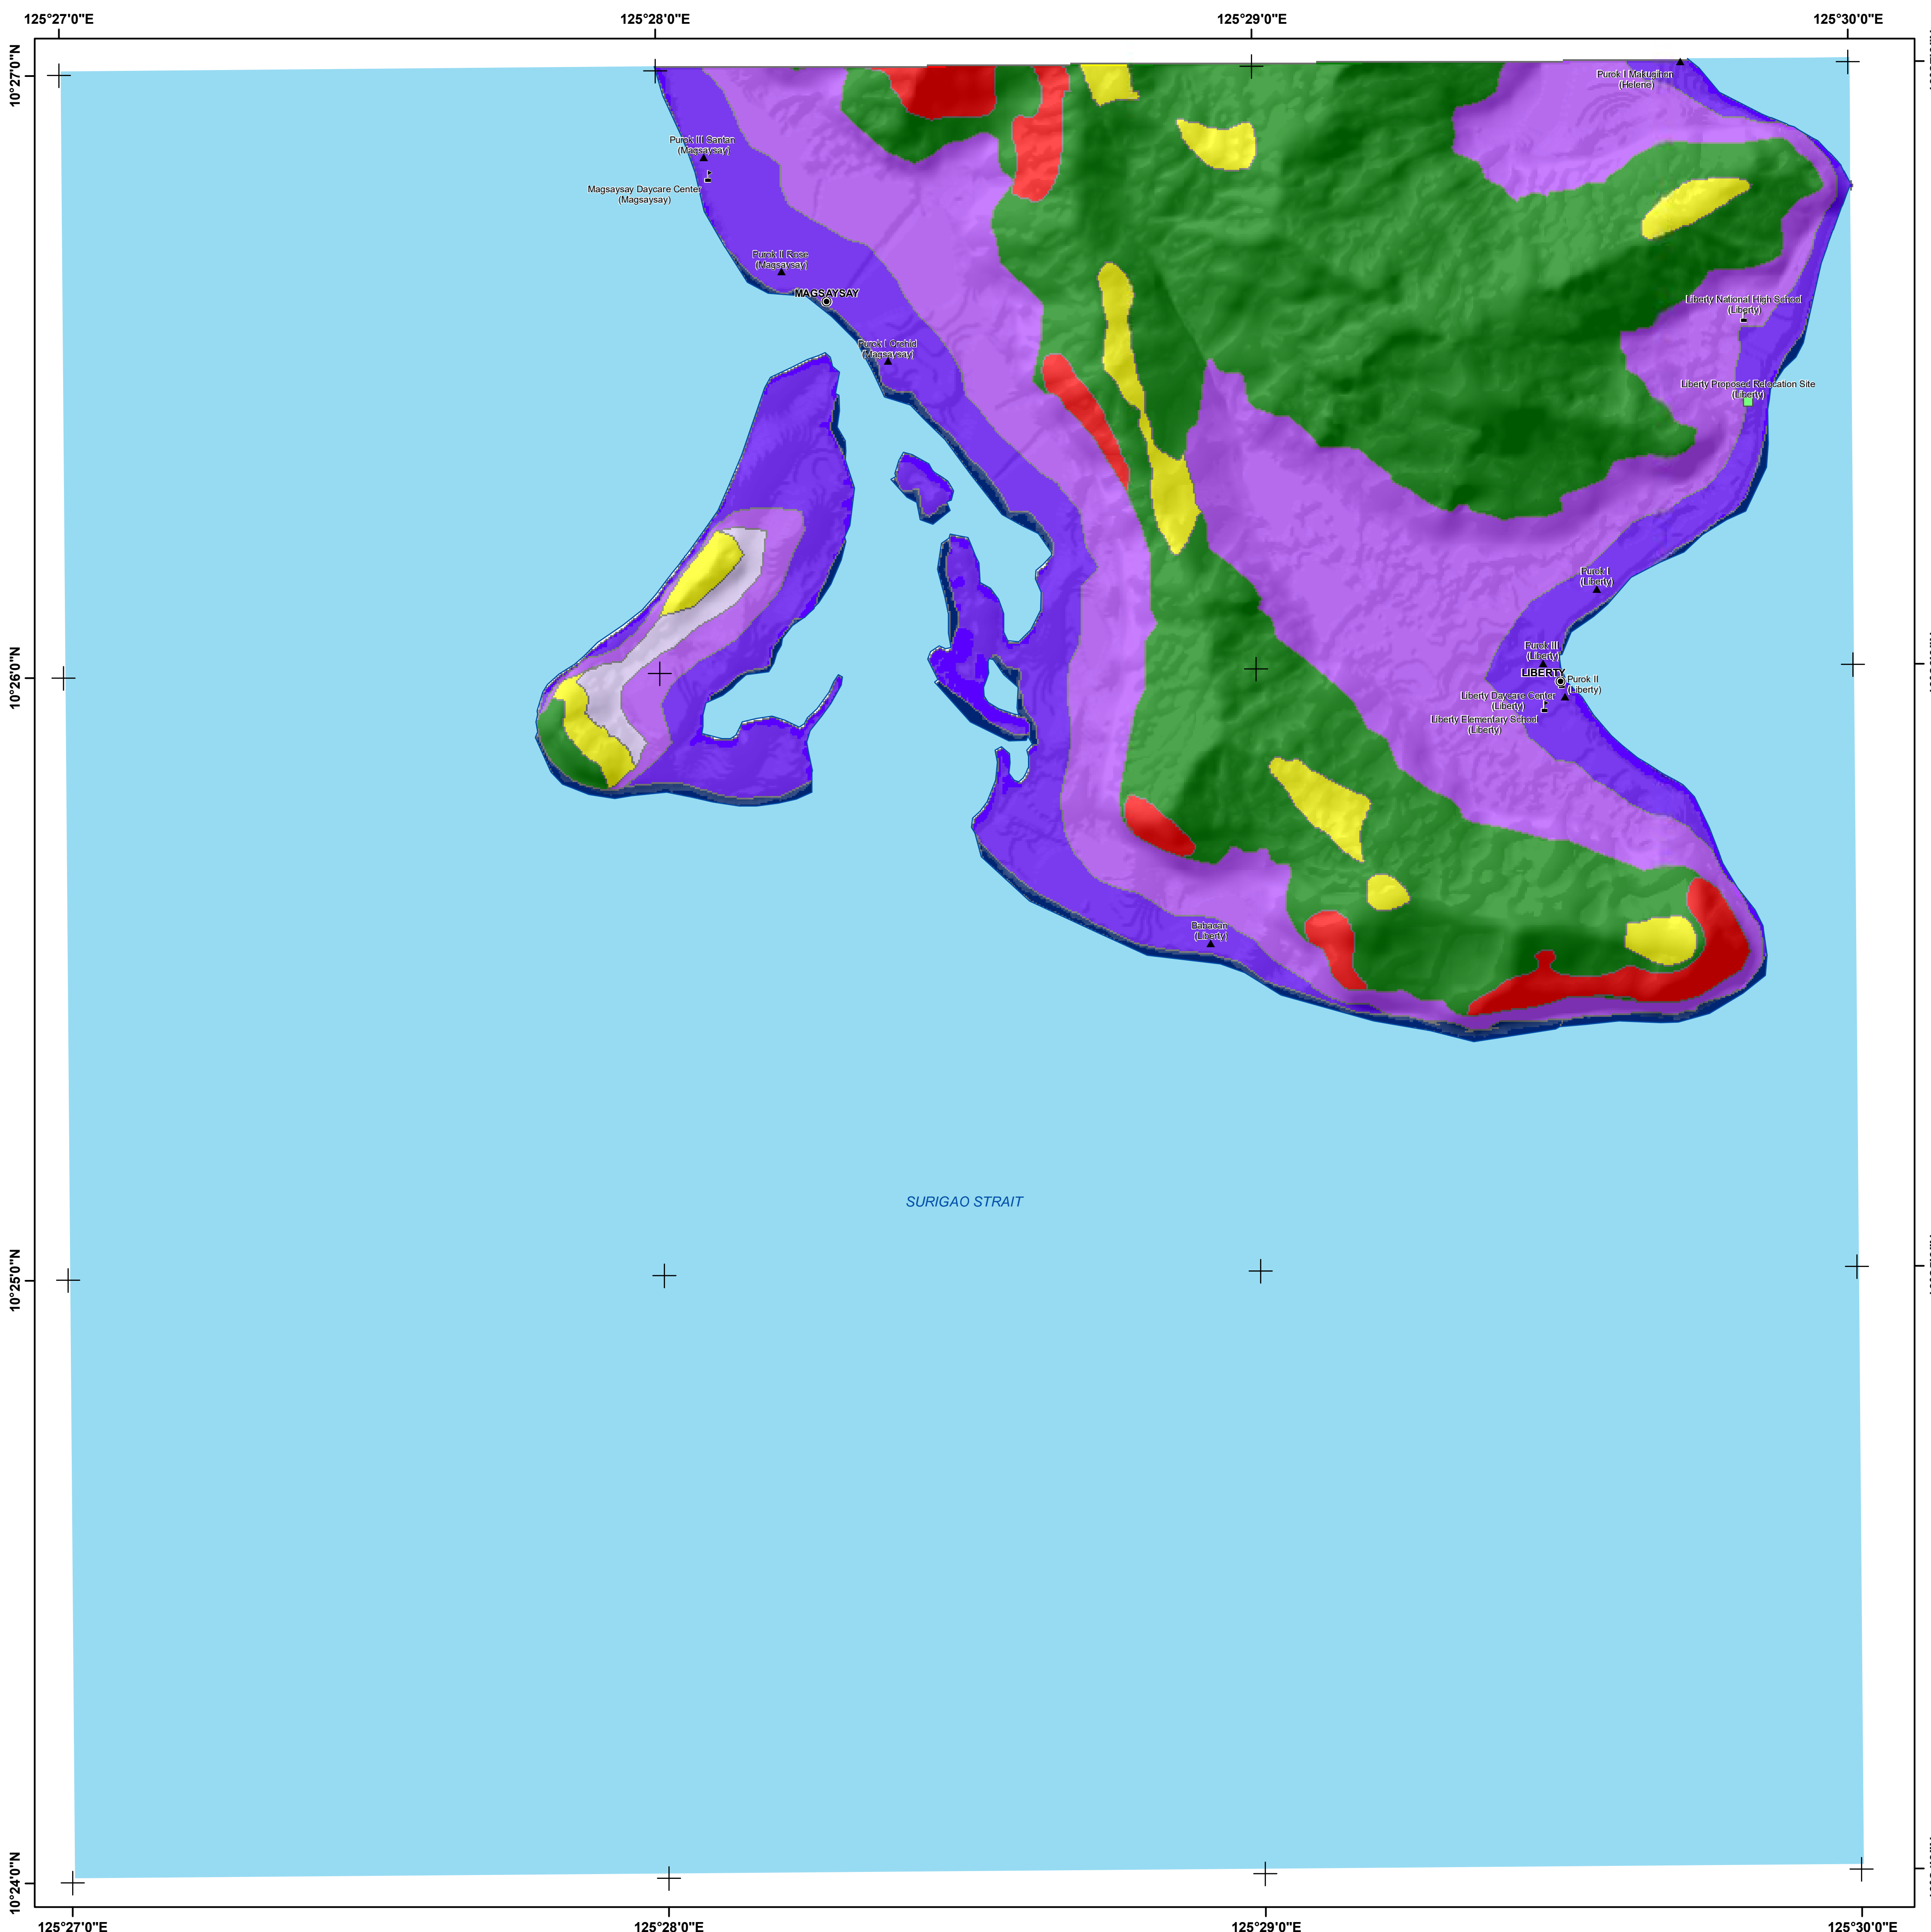 125°27'0"E
125°28'0"E
125°29'0"E
125°30'0"E
10°27'0"N
Purok I Makugihon
(Helene)
Purok III Santan
(Magsaysay)
Magsaysay Daycare Center
(Magsaysay)
Purok II Rose
(Magsaysay)
MAGSAYSAY
Liberty National High School
(Liberty)
Purok I Orchid
(Magsaysay)
Liberty Proposed Relocation Site
(Liberty)
Purok I
(Liberty)
10°26'0"N
Purok III
(Liberty)
LIBERTY
Purok II
(Liberty)
Liberty Daycare Center
(Liberty)
Liberty Elementary School
(Liberty)
(Liberty)
SURIGAO STRAIT
10°25'0"N
10°24'0"N
125°27'0"E
125°28'0"E
125°29'0"E
125°30'0"E